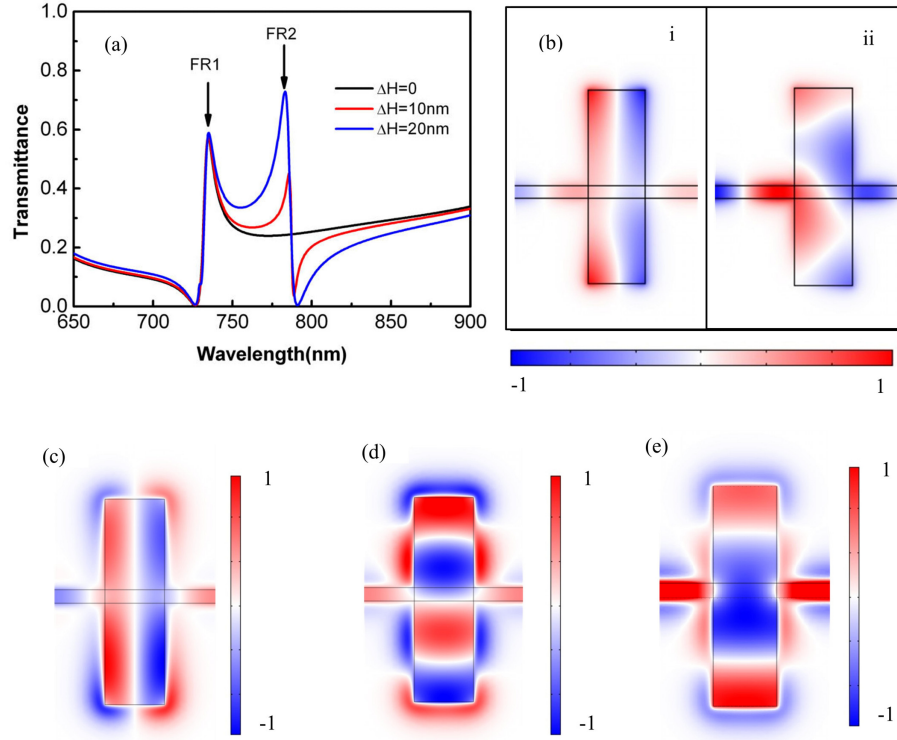 (a)
FR1
FR2
ΔH=0
ΔH=10nm
ΔH=20nm
Transmittance
1.0
0.8
0.6
0.4
0.2
0.0
650
700
750
800
850
900
Wavelength(nm)
(b)
i
ii
-1
1
(c)
1
-1
(d)
1
-1
(e)
1
-1